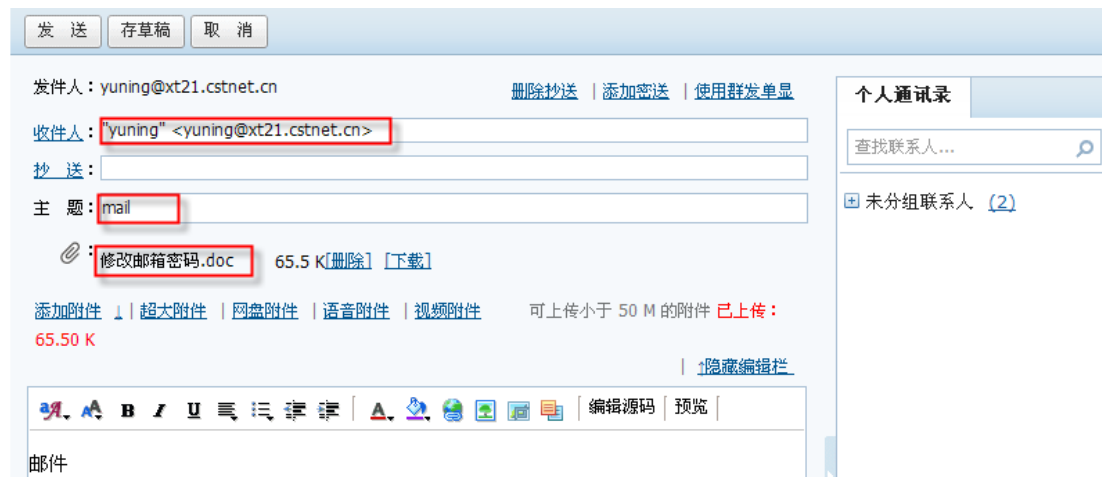 发 送 存草稿 取 消
发件人：yuning@xt21.cstnet.cn 删除抄送 | 添加密送 | 使用群发单显
收件人："yuning" <yuning@xt21.cstnet.cn>
抄 送：
主 题：mail
：修改邮箱密码.doc 65.5 K[删除] [下载]
添加附件 ↓ | 超大附件 | 网盘附件 | 语音附件 | 视频附件 可上传小于 50 M 的附件 已上传：
65.50 K
| ↑隐藏编辑栏
B I U A 编辑源码 预览
邮件
个人通讯录
查找联系人...
未分组联系人 (2)